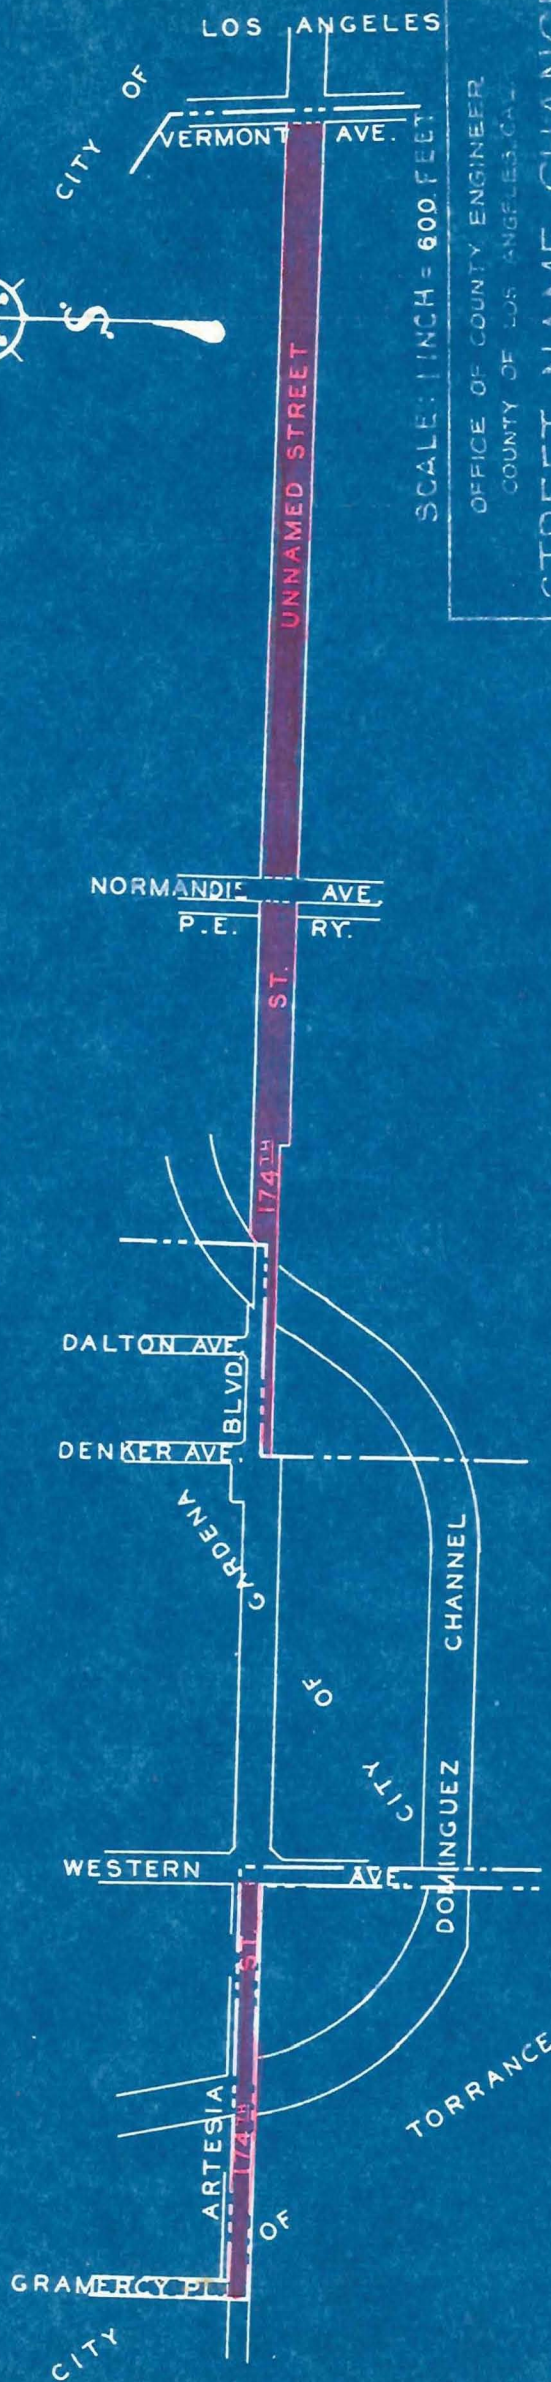 LOS ANGELES
CITY OF
VERMONT AVE.
S.
UNNAMED STREET
SCALE: 1 INCH = 600 FEET
OFFICE OF COUNTY ENGINEER
COUNTY OF LOS ANGELES, CAL.
NORMANDIE AVE.
P.E. RY.
174TH ST.
DALTON AVE.
BLVD.
DENKER AVE.
CITY OF GARDENA
DOMINGUEZ CHANNEL
WESTERN AVE.
174TH ST.
ARTESIA
GRAMERCY PL.
CITY OF TORRANCE